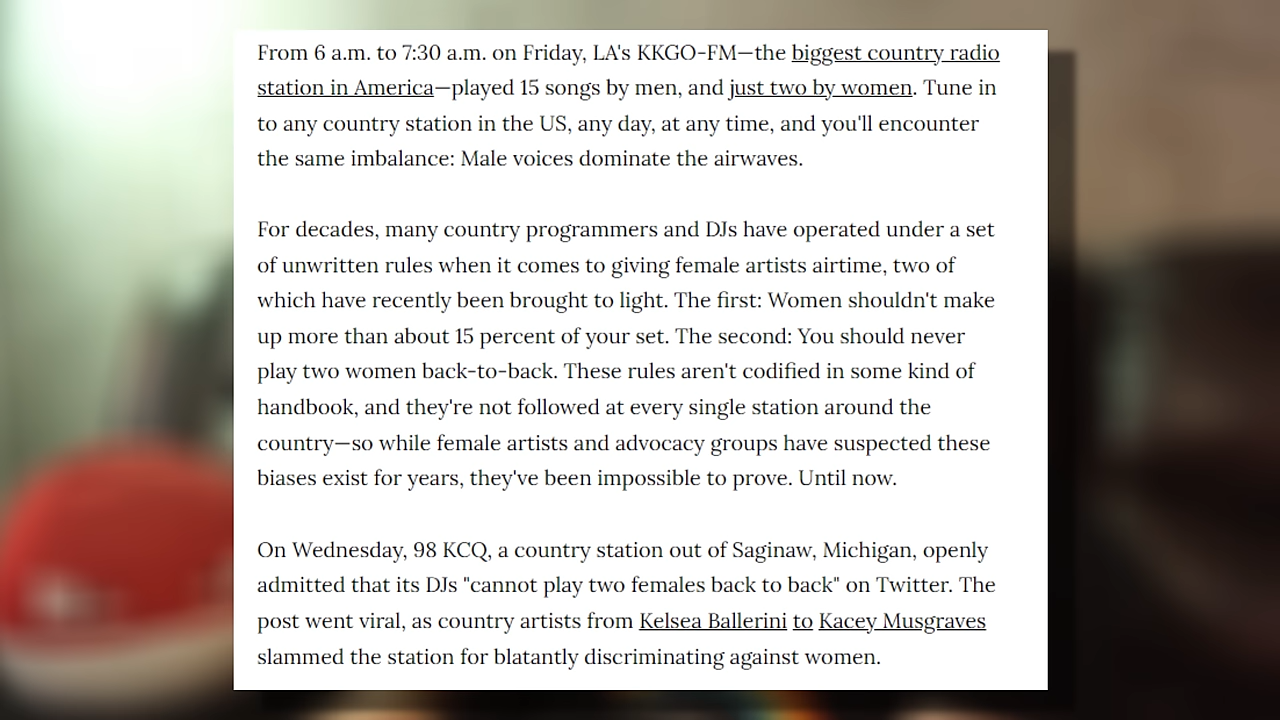 From 6 a.m. to 7:30 a.m. on Friday, LA's KKGO-FM—the biggest country radio
station in America—played 15 songs by men, and just two by women. Tune in
to any country station in the US, any day, at any time, and you'll encounter
the same imbalance: Male voices dominate the airwaves.
For decades, many country programmers and DJs have operated under a set
of unwritten rules when it comes to giving female artists airtime, two of
which have recently been brought to light. The first: Women shouldn't make
up more than about 15 percent of your set. The second: You should never
play two women back-to-back. These rules aren't codified in some kind of
handbook, and they're not followed at every single station around the
country—so while female artists and advocacy groups have suspected these
biases exist for years, they've been impossible to prove. Until now.
On Wednesday, 98 KCQ, a country station out of Saginaw, Michigan, openly
admitted that its DJs "cannot play two females back to back" on Twitter. The
post went viral, as country artists from Kelsea Ballerini to Kacey Musgraves
slammed the station for blatantly discriminating against women.